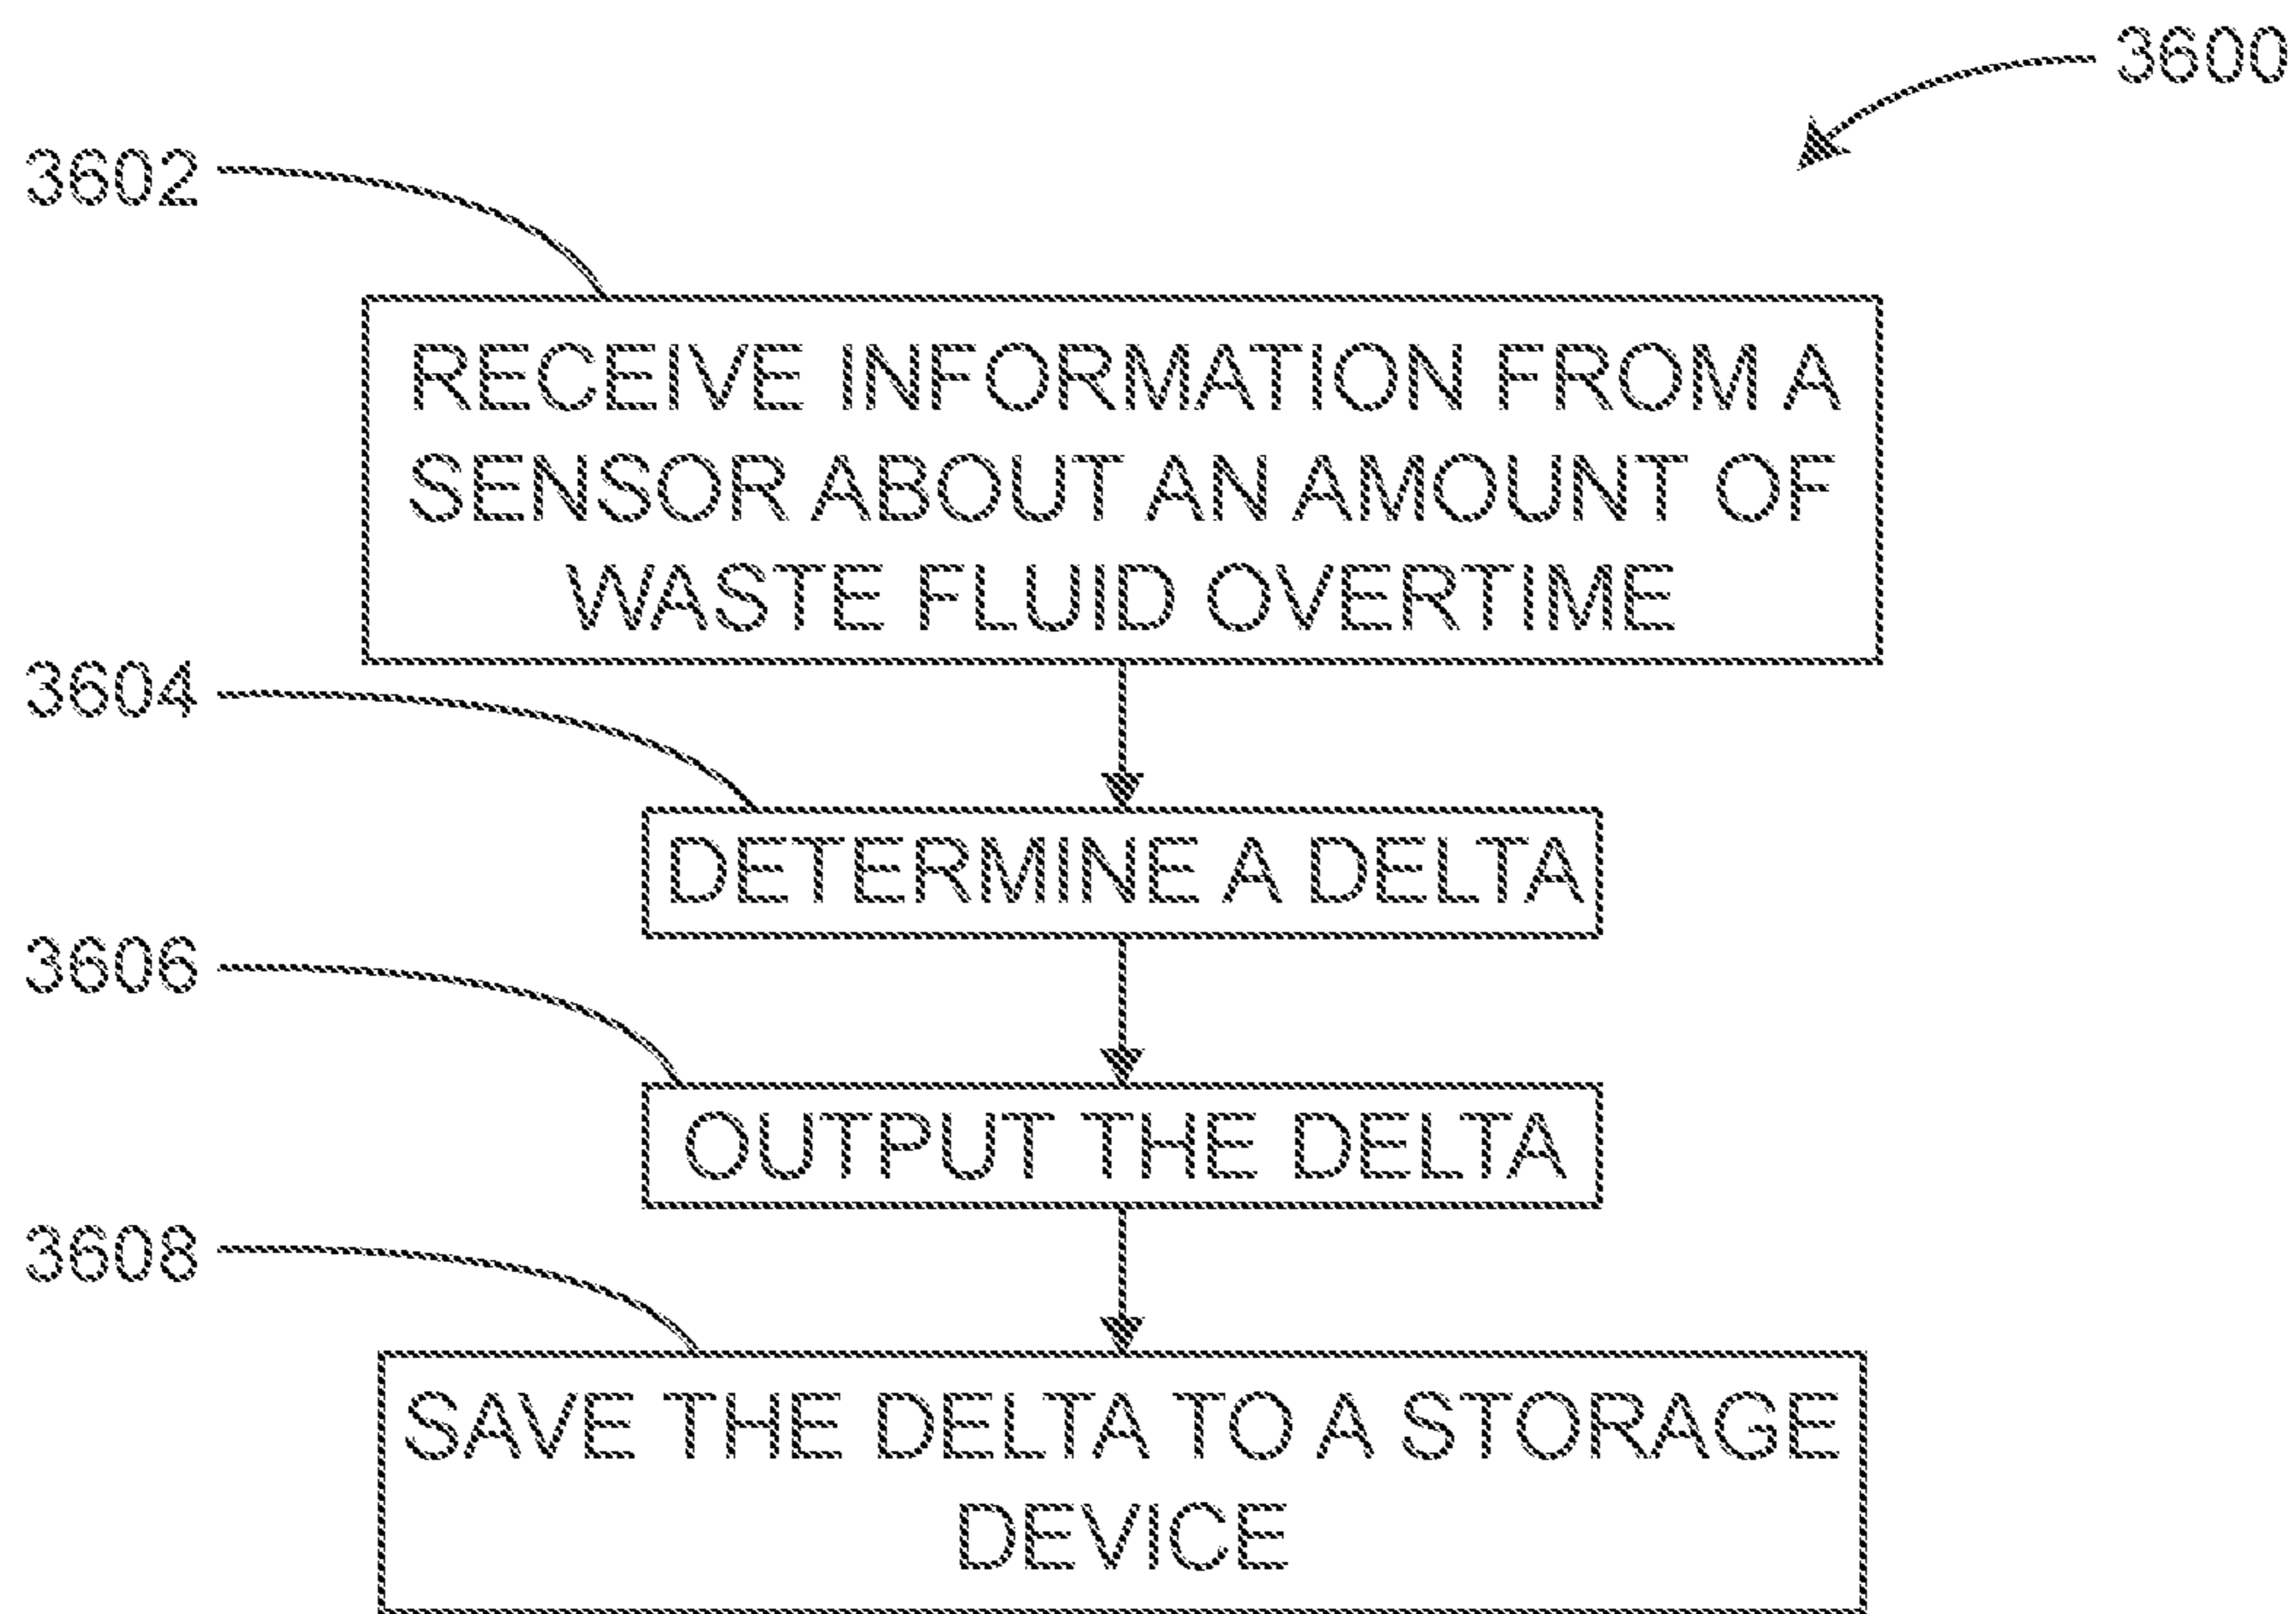 3600
3602
RECEIVE INFORMATION FROM A
SENSOR ABOUT AN AMOUNT OF
WASTE FLUID OVERTIME
3604
DETERMINE A DELTA
3606
OUTPUT THE DELTA
3608
SAVE THE DELTA TO A STORAGE
DEVICE